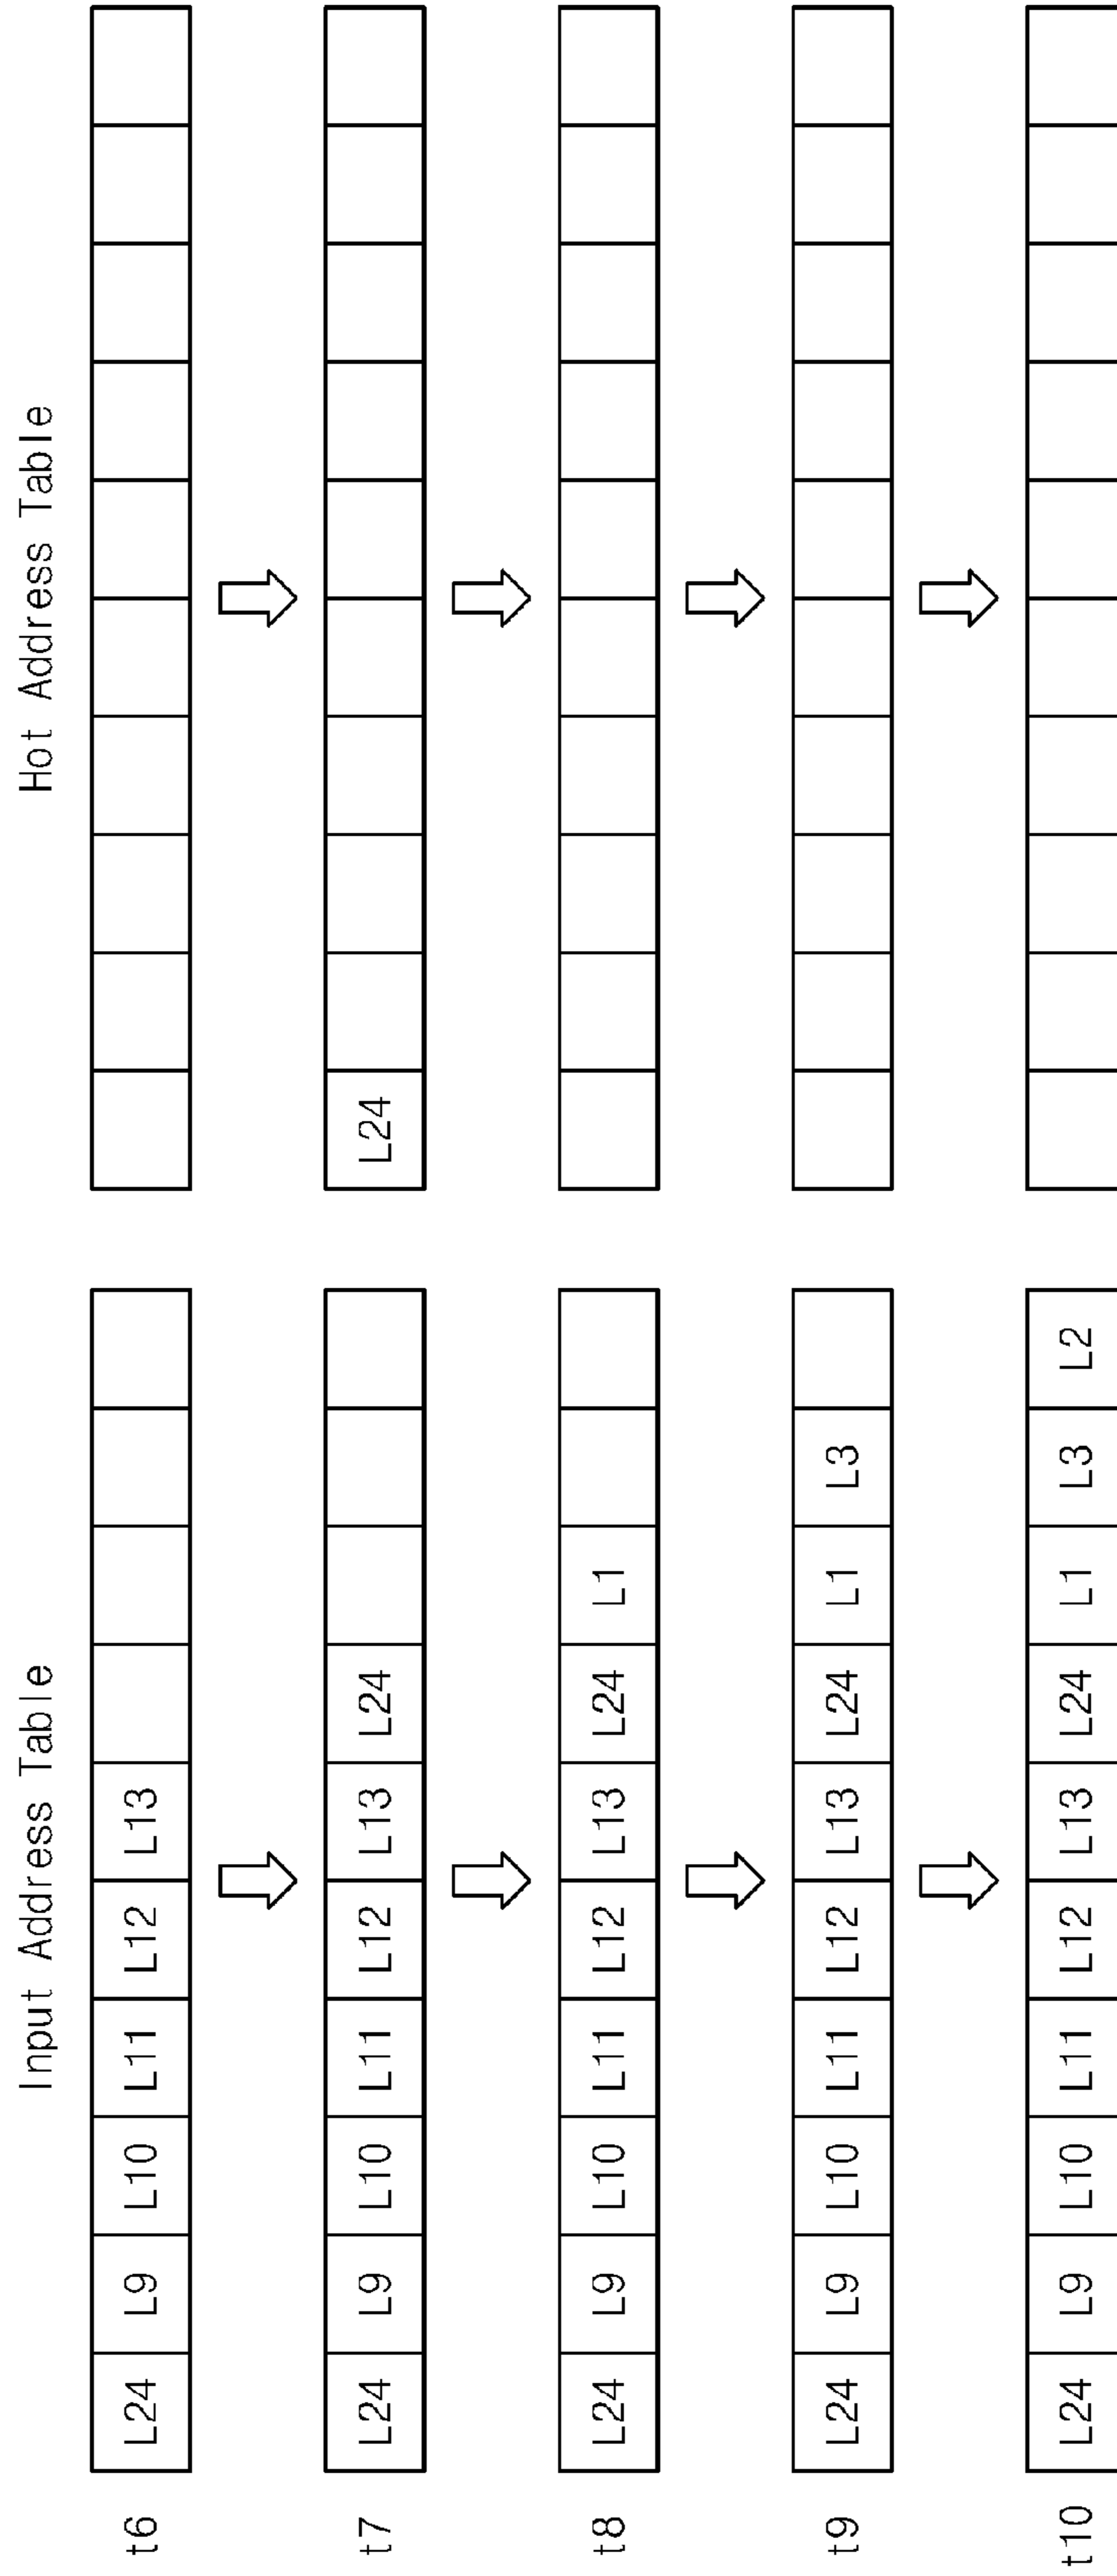 Input Address Table Hot Address Table
t6 L24 L9 L10 L11 L12 L13
t7 L24 L9 L10 L11 L12 L13 L24 L24
t8 L24 L9 L10 L11 L12 L13 L24 L1
t9 L24 L9 L10 L11 L12 L13 L24 L1 L3
t10 L24 L9 L10 L11 L12 L13 L24 L1 L3 L2